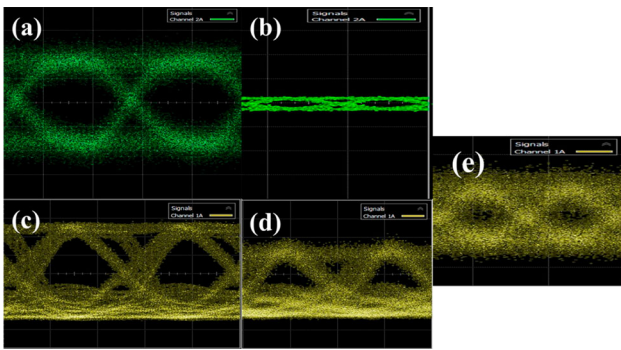 (a)
Signals
Channel 2A
(b)
Signals
Channel 2A
(c)
Signals
Channel 1A
(d)
Signals
Channel 1A
(e)
Signals
Channel 1A